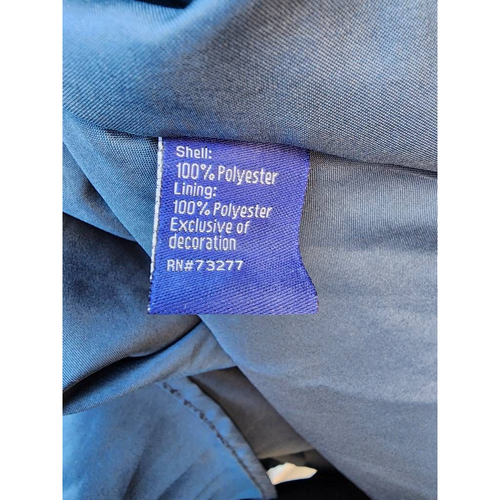 Shell:
100% Polyester
Lining:
100% Polyester
Exclusive of
decoration
RN#73277